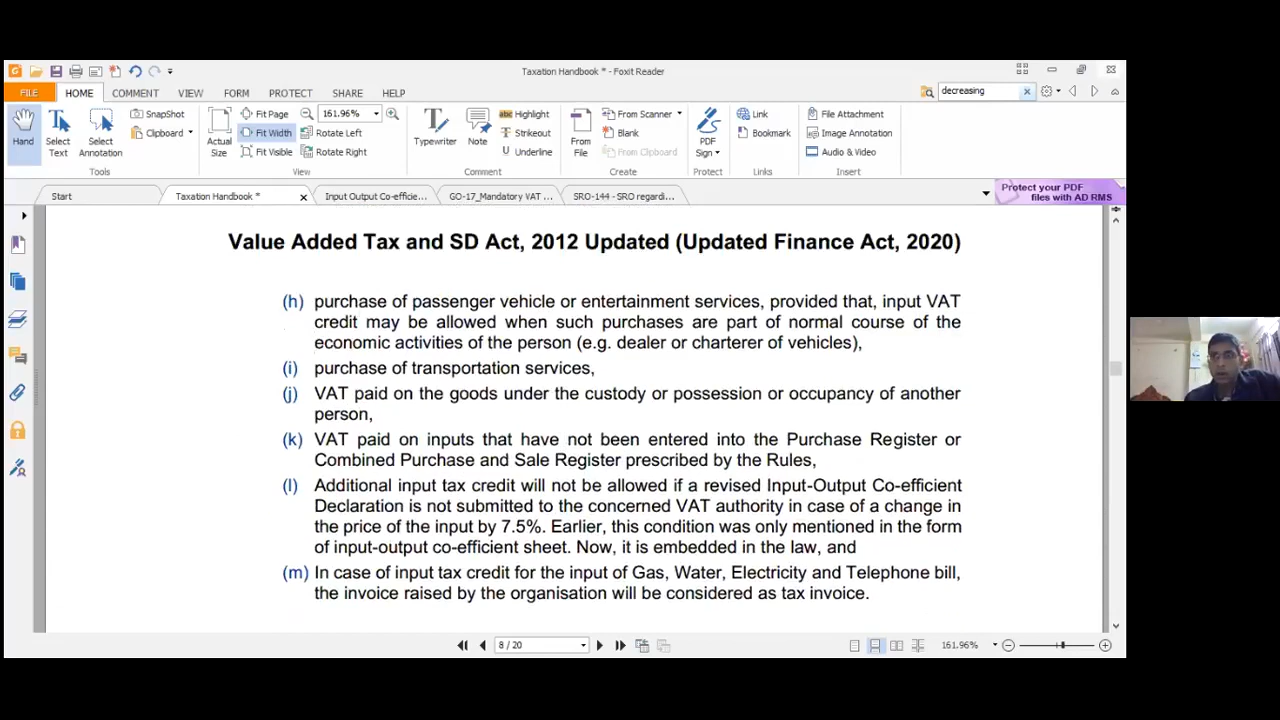 Taxation Handbook * - Foxit Reader
FILE HOME COMMENT VIEW FORM PROTECT SHARE HELP
decreasing
Hand
Select Text
Select Annotation
SnapShot
Clipboard
Tools
Actual Size
Fit Page
Fit Width
Fit Visible
161.96%
Rotate Left
Rotate Right
View
Typewriter
Note
Highlight
Strikeout
Underline
Comment
From File
From Scanner
Blank
From Clipboard
Create
PDF Sign
Protect
Link
Bookmark
Links
File Attachment
Image Annotation
Audio & Video
Insert
Start
Taxation Handbook *
Input Output Co-efficie...
GO-17_Mandatory VAT ...
SRO-144 - SRO regardi...
Protect your PDF
files with AD RMS
Value Added Tax and SD Act, 2012 Updated (Updated Finance Act, 2020)
(h) purchase of passenger vehicle or entertainment services, provided that, input VAT
credit may be allowed when such purchases are part of normal course of the
economic activities of the person (e.g. dealer or charterer of vehicles),
(i) purchase of transportation services,
(j) VAT paid on the goods under the custody or possession or occupancy of another
person,
(k) VAT paid on inputs that have not been entered into the Purchase Register or
Combined Purchase and Sale Register prescribed by the Rules,
(l) Additional input tax credit will not be allowed if a revised Input-Output Co-efficient
Declaration is not submitted to the concerned VAT authority in case of a change in
the price of the input by 7.5%. Earlier, this condition was only mentioned in the form
of input-output co-efficient sheet. Now, it is embedded in the law, and
(m) In case of input tax credit for the input of Gas, Water, Electricity and Telephone bill,
the invoice raised by the organisation will be considered as tax invoice.
8 / 20
161.96%